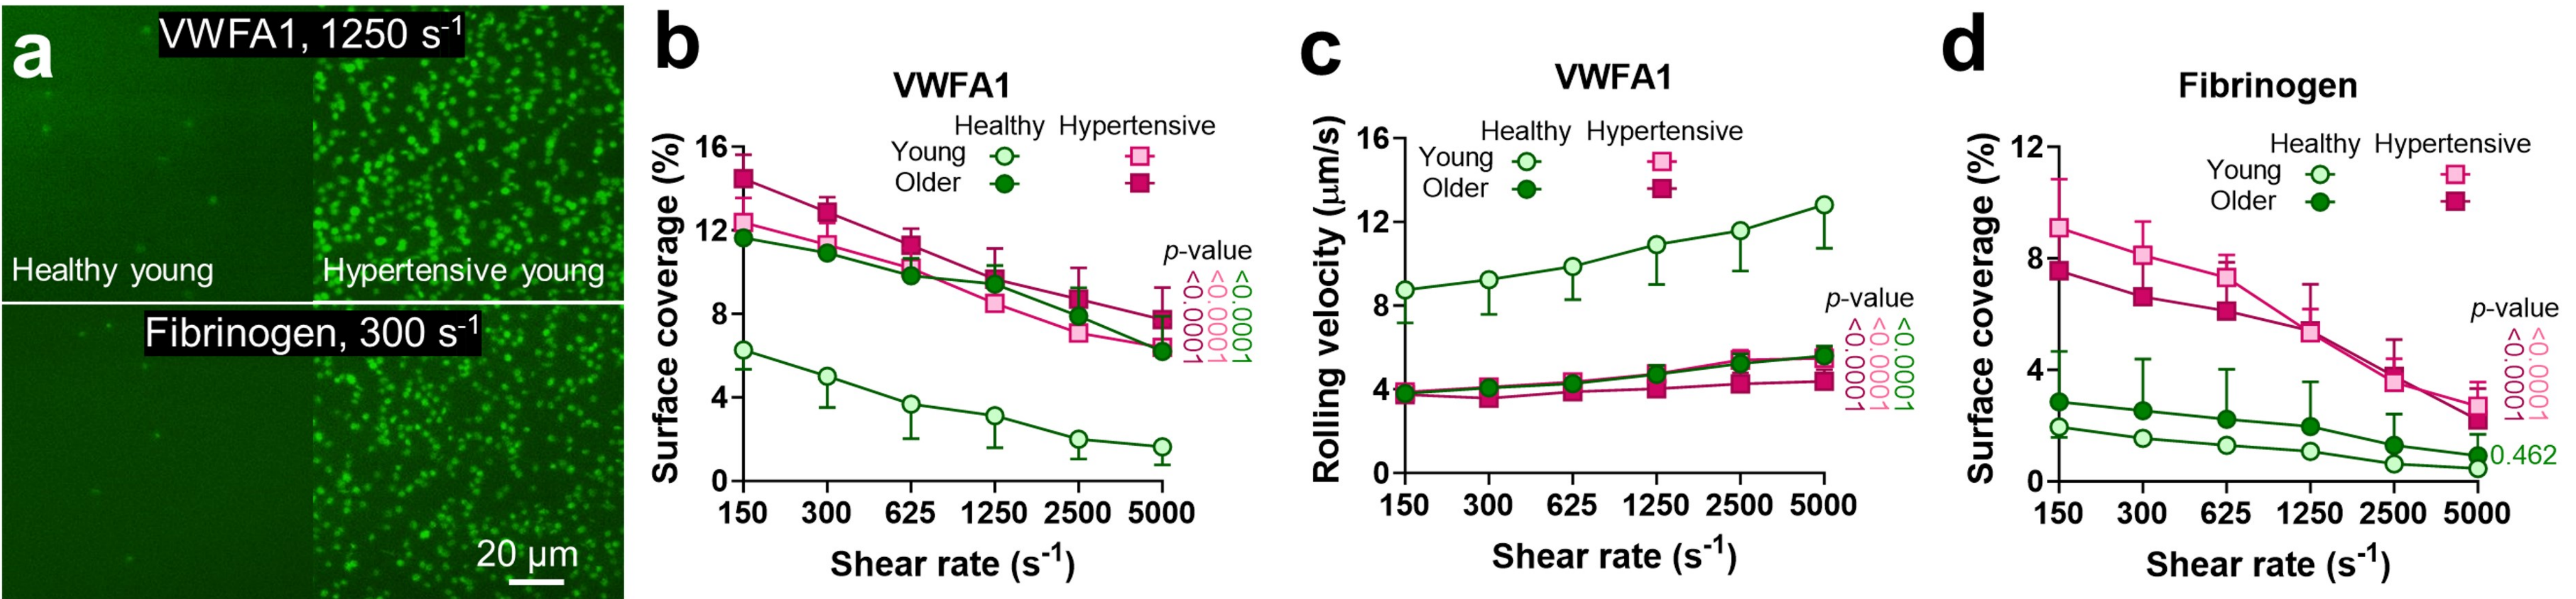 a
VWFA1, 1250 s-1
Healthy young
Hypertensive young
Fibrinogen, 300 s-1
20 µm
b
VWFA1
Healthy Hypertensive
Young
Older
Surface coverage (%)
16
12
8
4
0
150 300 625 1250 2500 5000
Shear rate (s-1)
p-value
<0.0001
<0.0001
<0.0001
c
VWFA1
Healthy Hypertensive
Young
Older
Rolling velocity (µm/s)
16
12
8
4
0
150 300 625 1250 2500 5000
Shear rate (s-1)
p-value
<0.0001
<0.0001
<0.0001
d
Fibrinogen
Healthy Hypertensive
Young
Older
Surface coverage (%)
12
8
4
0
150 300 625 1250 2500 5000
Shear rate (s-1)
p-value
<0.0001
<0.0001
0.462